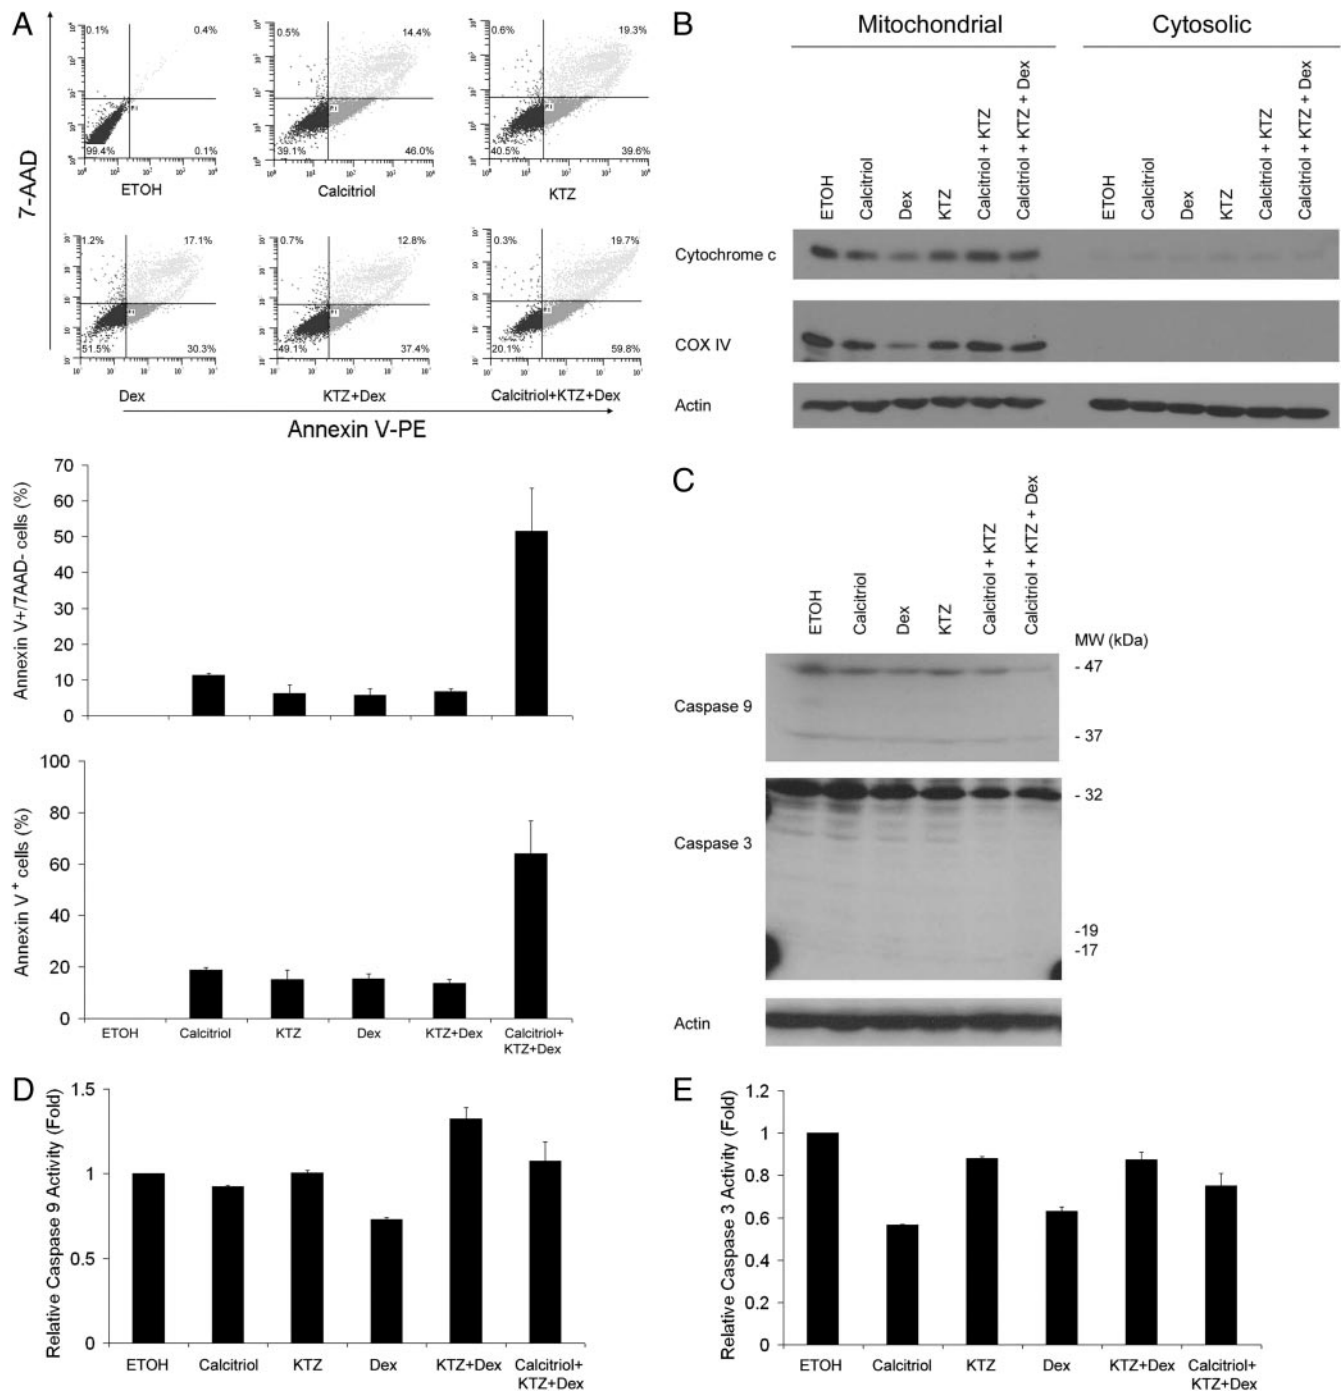 A
7-AAD
0.1% 0.4%
99.4% 0.1%
ETOH
0.5% 14.4%
39.1% 46.0%
Calcitriol
0.6% 19.3%
40.5% 39.6%
KTZ
1.2% 17.1%
51.5% 30.3%
Dex
0.7% 12.8%
49.1% 37.4%
KTZ+Dex
0.3% 19.7%
20.1% 59.8%
Calcitriol+KTZ+Dex
Annexin V-PE
Annexin V+/7AAD- cells (%)
70
60
50
40
30
20
10
0
Annexin V + cells (%)
100
80
60
40
20
0
ETOH Calcitriol KTZ Dex KTZ+Dex Calcitriol+
KTZ+Dex
B
Mitochondrial Cytosolic
ETOH Calcitriol Dex KTZ Calcitriol + KTZ Calcitriol + KTZ + Dex ETOH Calcitriol Dex KTZ Calcitriol + KTZ Calcitriol + KTZ + Dex
Cytochrome c
COX IV
Actin
C
ETOH Calcitriol Dex KTZ Calcitriol + KTZ Calcitriol + KTZ + Dex
MW (kDa)
- 47
Caspase 9
- 37
- 32
Caspase 3
-19
-17
Actin
D
Relative Caspase 9 Activity (Fold)
1.5
1
0.5
0
ETOH Calcitriol KTZ Dex KTZ+Dex Calcitriol+
KTZ+Dex
E
Relative Caspase 3 Activity (Fold)
1.2
1
0.8
0.6
0.4
0.2
0
ETOH Calcitriol KTZ Dex KTZ+Dex Calcitriol+
KTZ+Dex